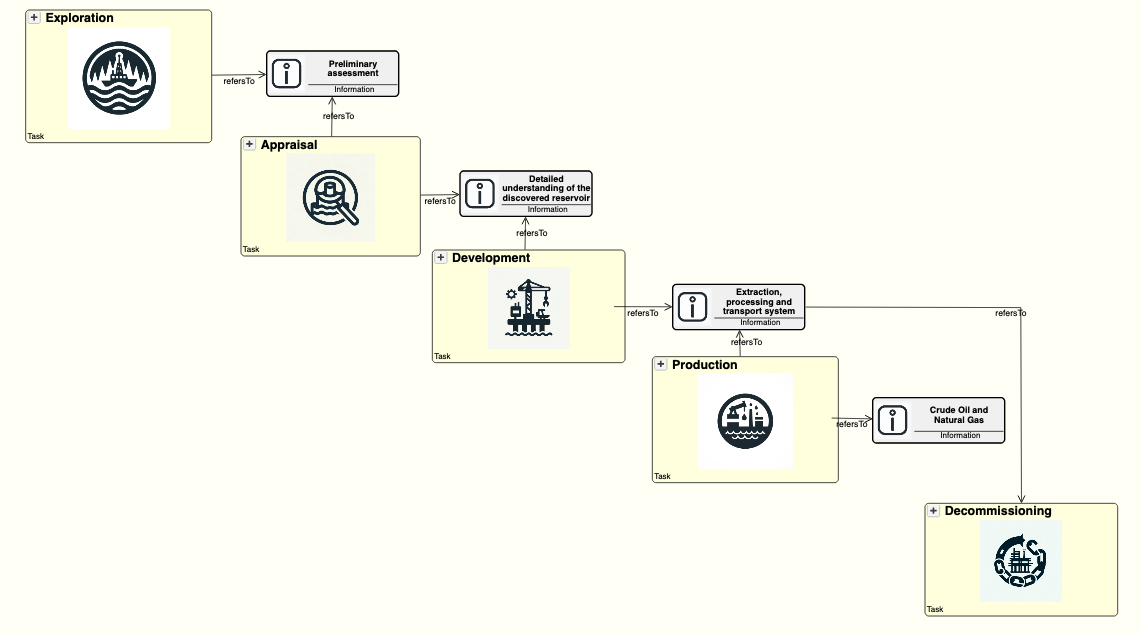 Exploration
Task
refersTo
Preliminary
assessment
Information
refersTo
Appraisal
Task
refersTo
Detailed
understanding of the
discovered reservoir
Information
refersTo
Development
Task
refersTo
Extraction,
processing and
transport system
Information
refersTo
refersTo
Production
Task
refersTo
Crude Oil and
Natural Gas
Information
Decommissioning
Task